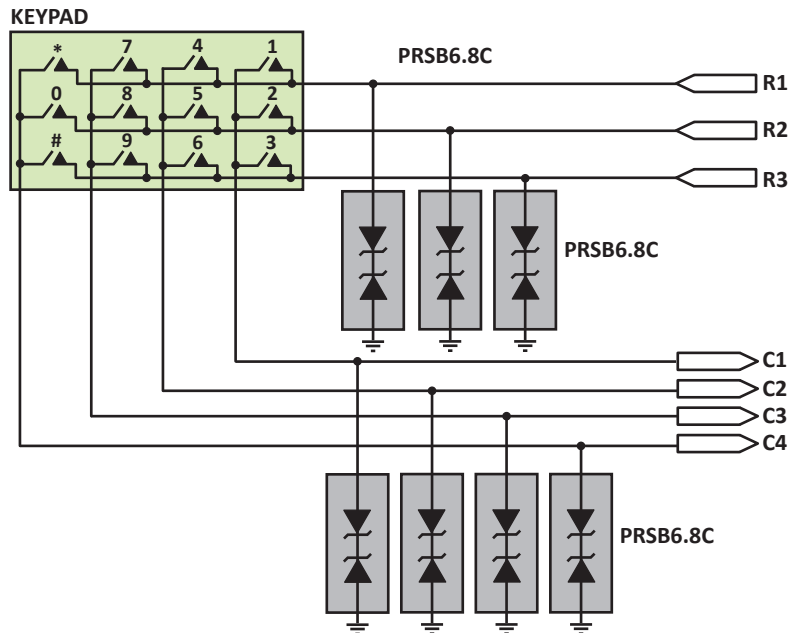 KEYPAD
* 7 4 1
PRSB6.8C
R1
0 8 5 2
R2
# 9 6 3
R3
PRSB6.8C
C1
C2
C3
C4
PRSB6.8C